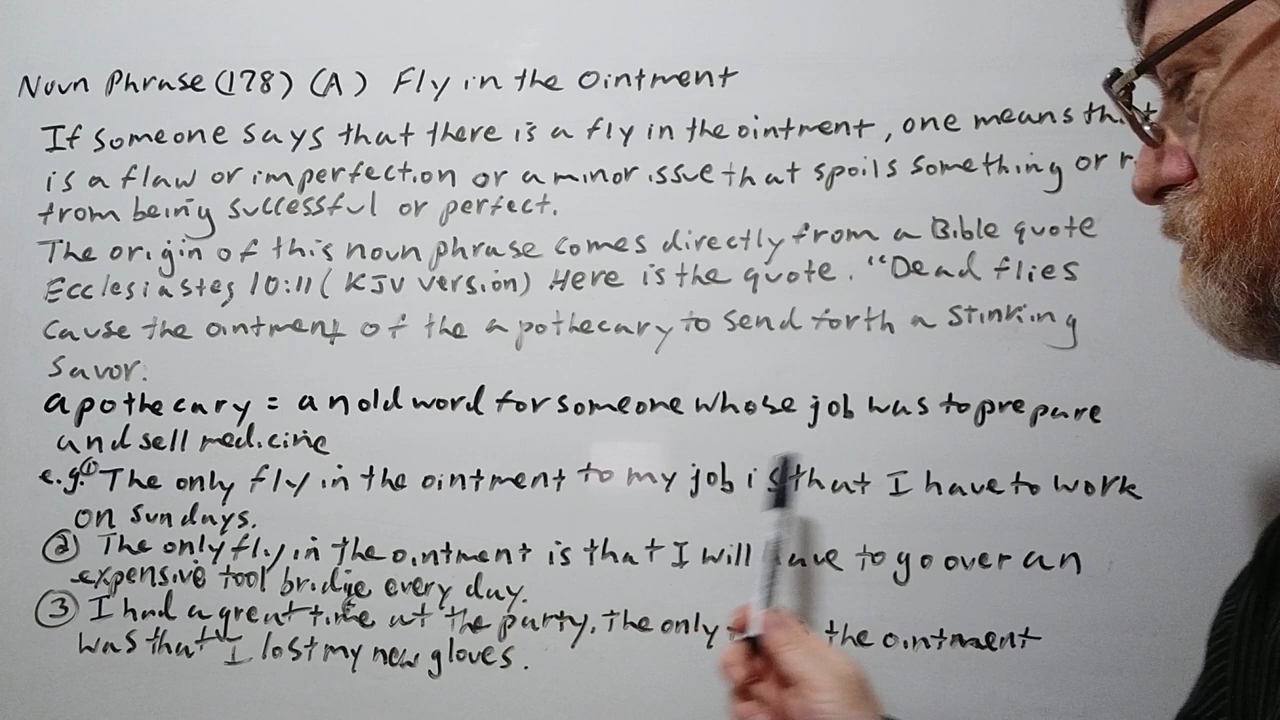 Noun Phrase (178) (A) Fly in the Ointment
If someone says that there is a fly in the ointment, one means
is a flaw or imperfection or a minor issue that spoils something or
from being successful or perfect.
The origin of this noun phrase comes directly from a Bible quote
Ecclesiastes 10:11 (KJV version) Here is the quote. "Dead flies
cause the ointment of the apothecary to send forth a stinking
savor.
apothecary = an old word for someone whose job was to prepare
and sell medicine
e.g. ① The only fly in the ointment to my job is that I have to work
on Sundays.
② The only fly in the ointment is that I will have to go over an
expensive tool bridge every day.
③ I had a great time at the party. The only the ointment
was that I lost my new gloves.